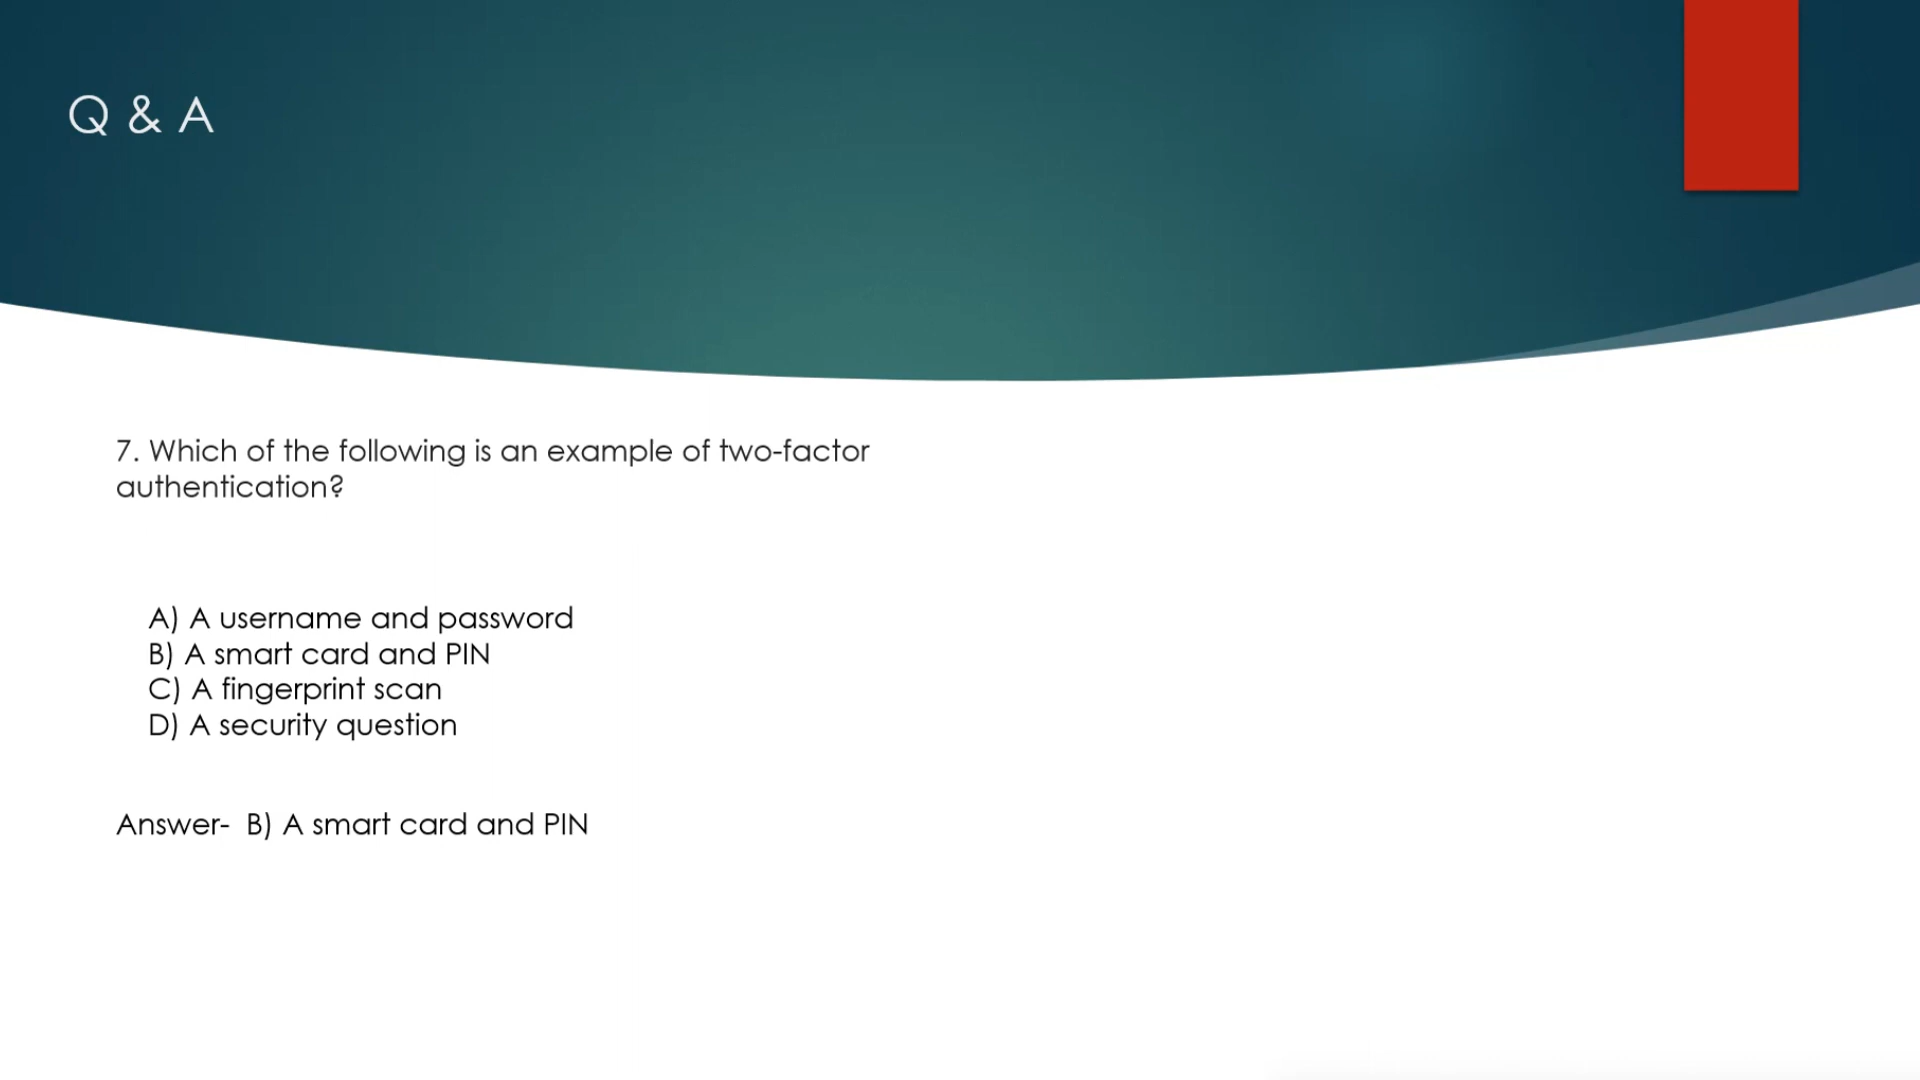 Q & A
7. Which of the following is an example of two-factor
authentication?
A) A username and password
B) A smart card and PIN
C) A fingerprint scan
D) A security question
Answer-  B) A smart card and PIN